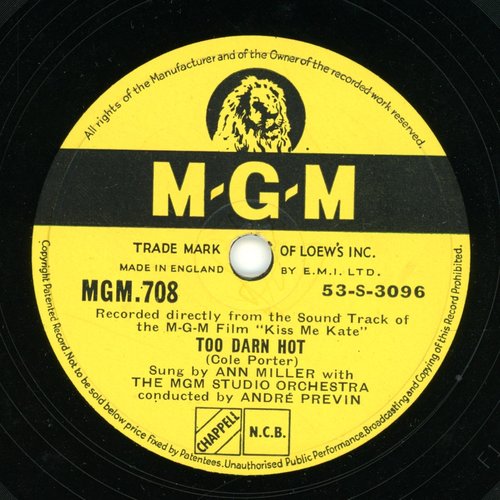 All rights of the Manufacturer and of the Owner of the recorded work reserved.
M-G-M
TRADE MARK OF LOEW'S INC.
MADE IN ENGLAND BY E.M.I. LTD.
MGM.708 53-S-3096
Recorded directly from the Sound Track of
the M-G-M Film "Kiss Me Kate"
TOO DARN HOT
(Cole Porter)
Sung by ANN MILLER with
THE MGM STUDIO ORCHESTRA
conducted by ANDRÉ PREVIN
CHAPPELL N.C.B.
Copyright Patented Record. Not to be sold below price fixed by Patentees. Unauthorised Public Performance, Broadcasting and Copying of this Record Prohibited.